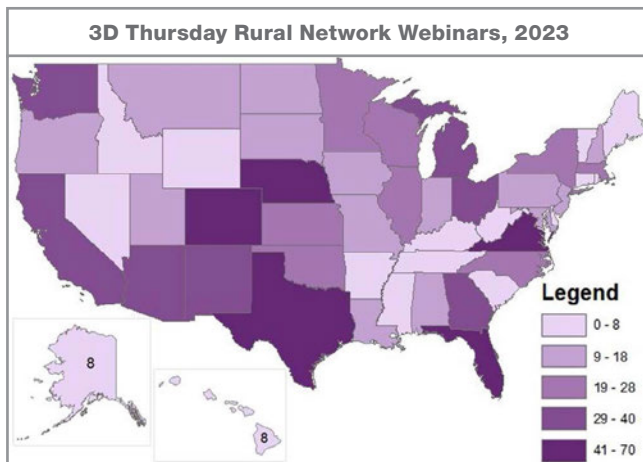 3D Thursday Rural Network Webinars, 2023
8
8
Legend
0 - 8
9 - 18
19 - 28
29 - 40
41 - 70